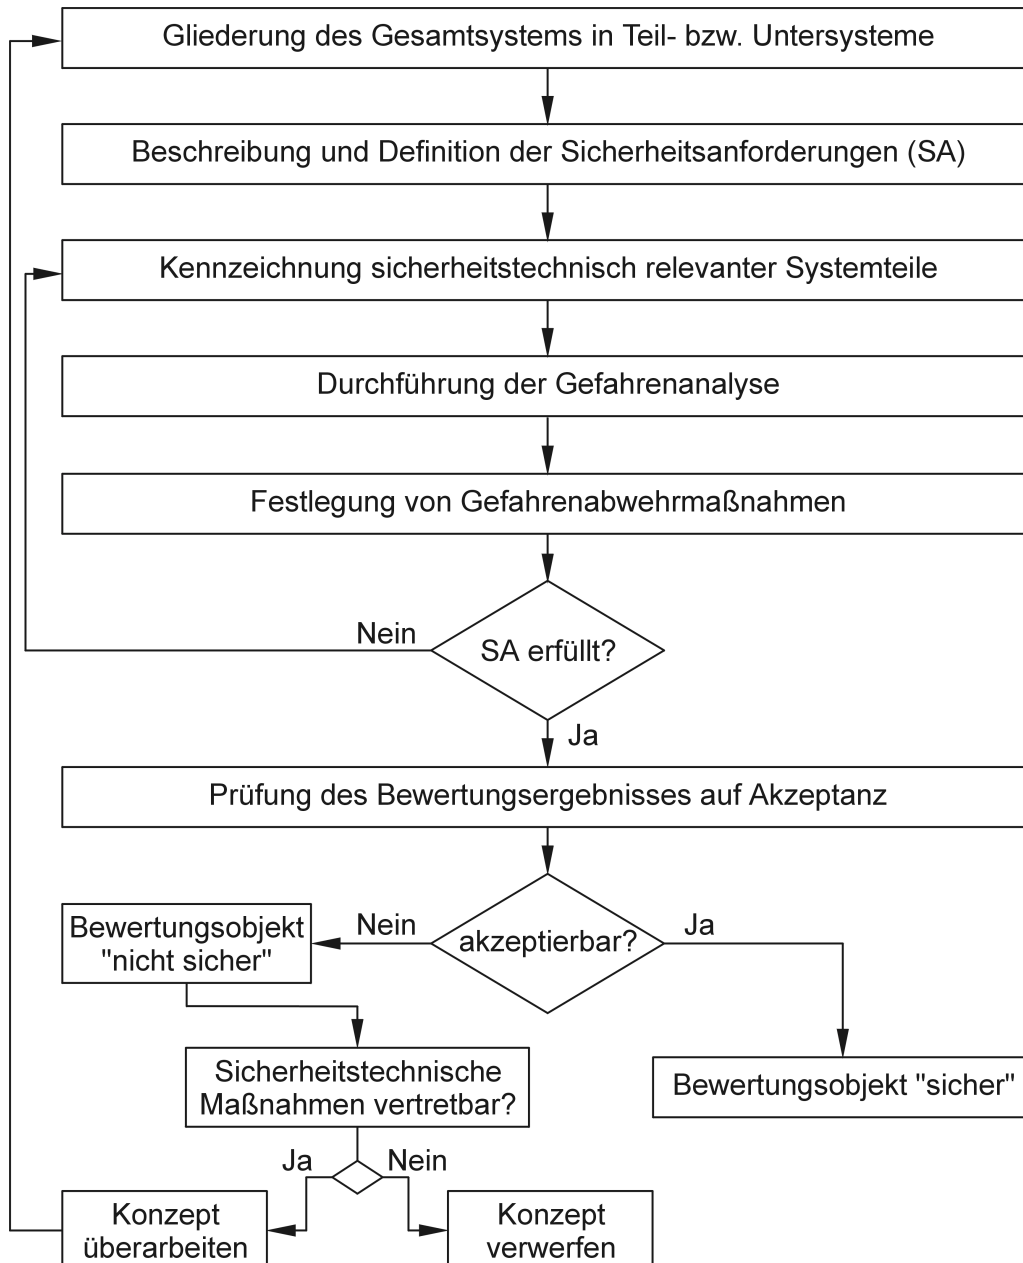 Gliederung des Gesamtsystems in Teil- bzw. Untersysteme
Beschreibung und Definition der Sicherheitsanforderungen (SA)
Kennzeichnung sicherheitstechnisch relevanter Systemteile
Durchführung der Gefahrenanalyse
Festlegung von Gefahrenabwehrmaßnahmen
Nein
SA erfüllt?
Ja
Prüfung des Bewertungsergebnisses auf Akzeptanz
Bewertungsobjekt
"nicht sicher"
Nein
akzeptierbar?
Ja
Sicherheitstechnische
Maßnahmen vertretbar?
Bewertungsobjekt "sicher"
Ja
Nein
Konzept
überarbeiten
Konzept
verwerfen